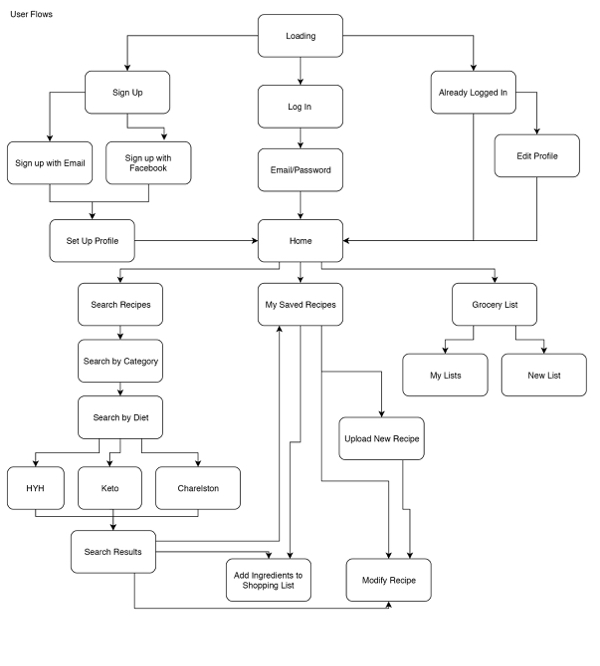 User Flows
Loading
Sign Up
Log In
Already Logged In
Sign up with Email
Sign up with
Facebook
Email/Password
Edit Profile
Set Up Profile
Home
Search Recipes
My Saved Recipes
Grocery List
Search by Category
My Lists
New List
Search by Diet
Upload New Recipe
HYH
Keto
Charelston
Search Results
Add Ingredients to
Shopping List
Modify Recipe